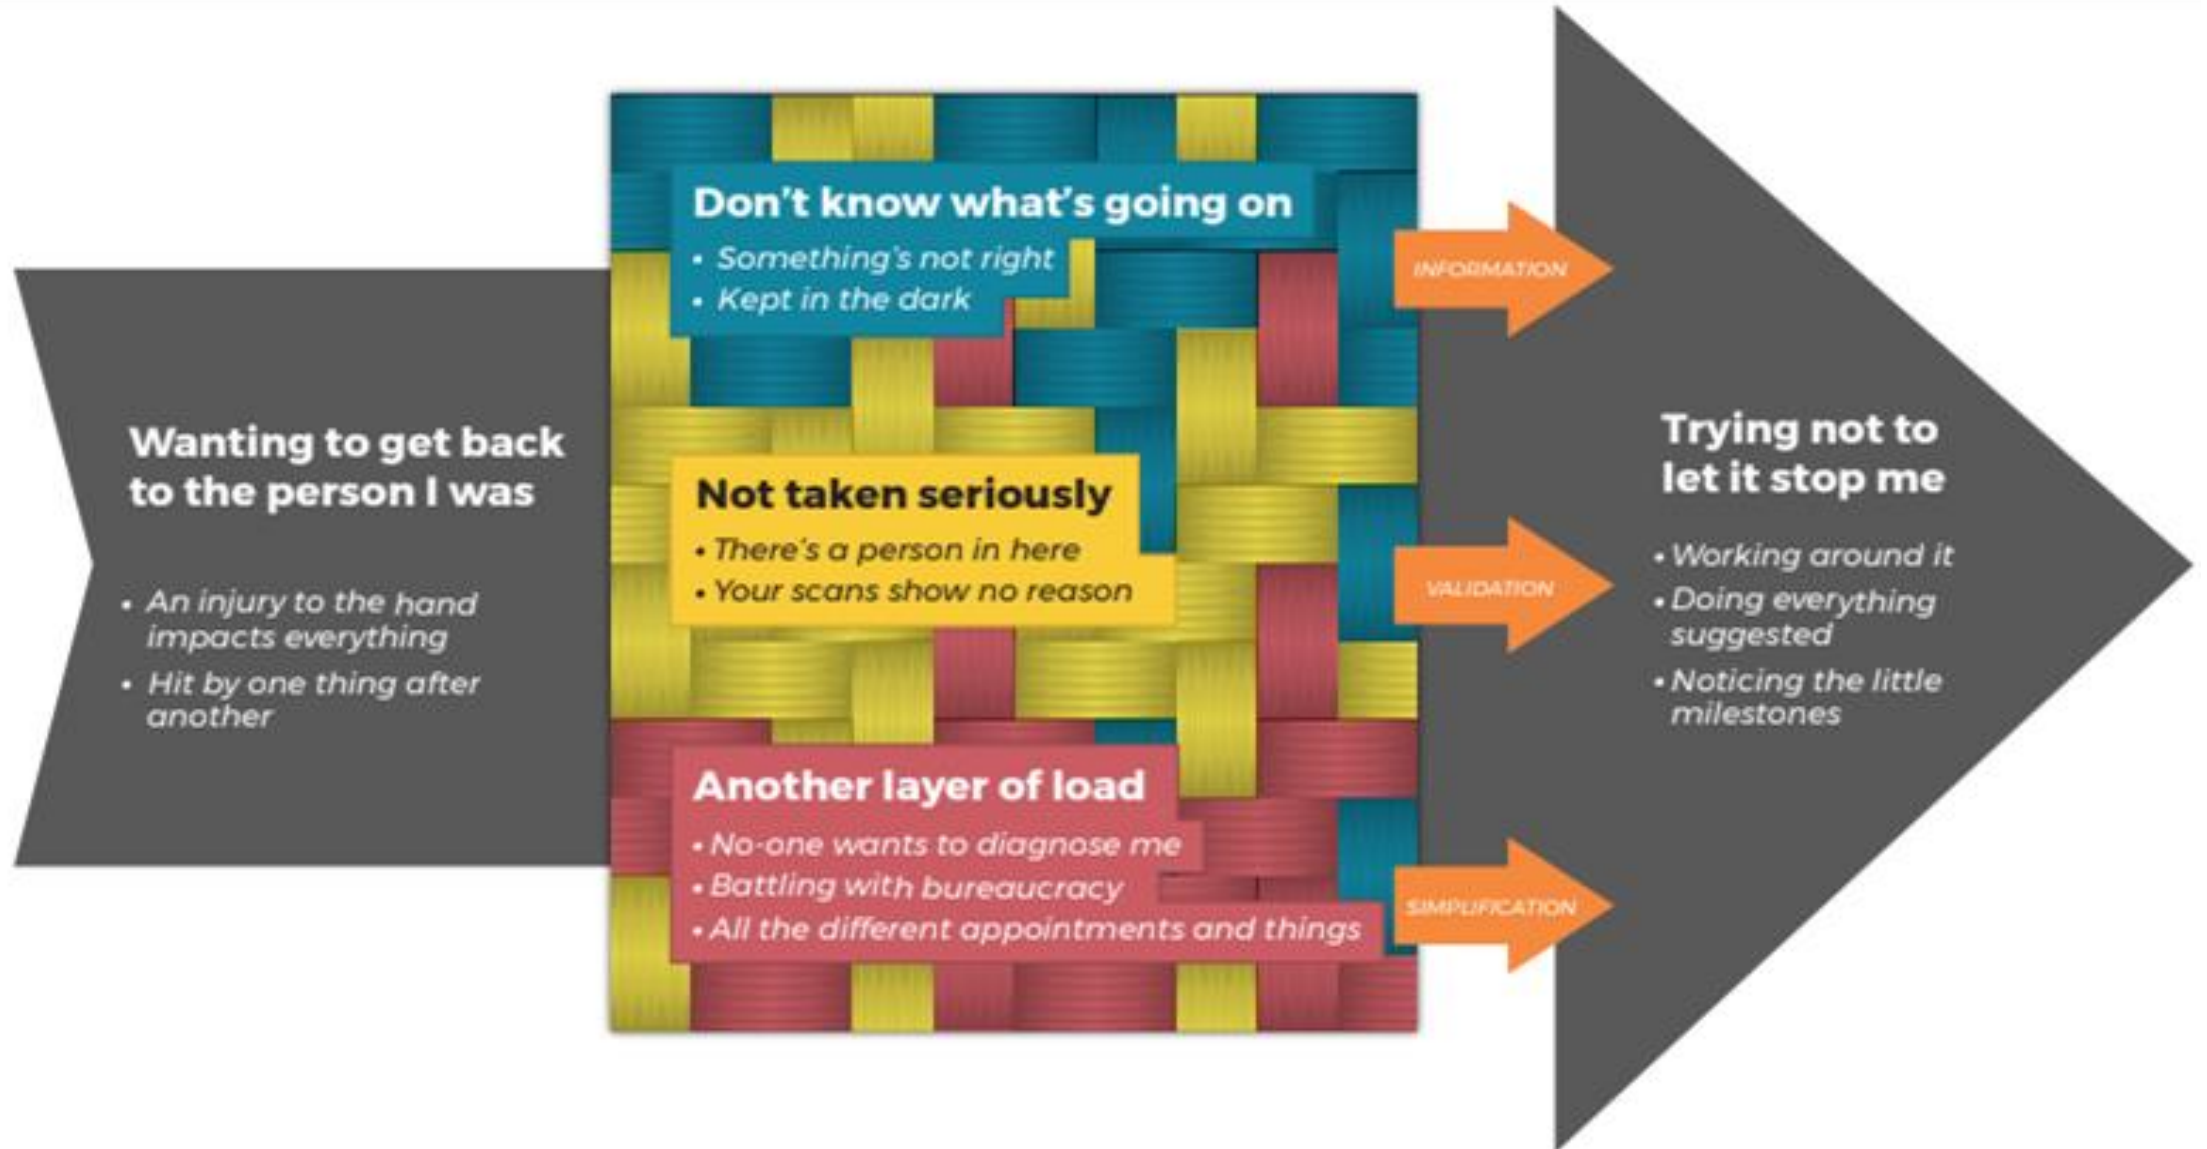 Wanting to get back
to the person I was
• An injury to the hand
impacts everything
• Hit by one thing after
another
Don't know what's going on
• Something's not right
• Kept in the dark
Not taken seriously
• There's a person in here
• Your scans show no reason
Another layer of load
• No-one wants to diagnose me
• Battling with bureaucracy
• All the different appointments and things
INFORMATION
VALIDATION
SIMPLIFICATION
Trying not to
let it stop me
• Working around it
• Doing everything
suggested
• Noticing the little
milestones